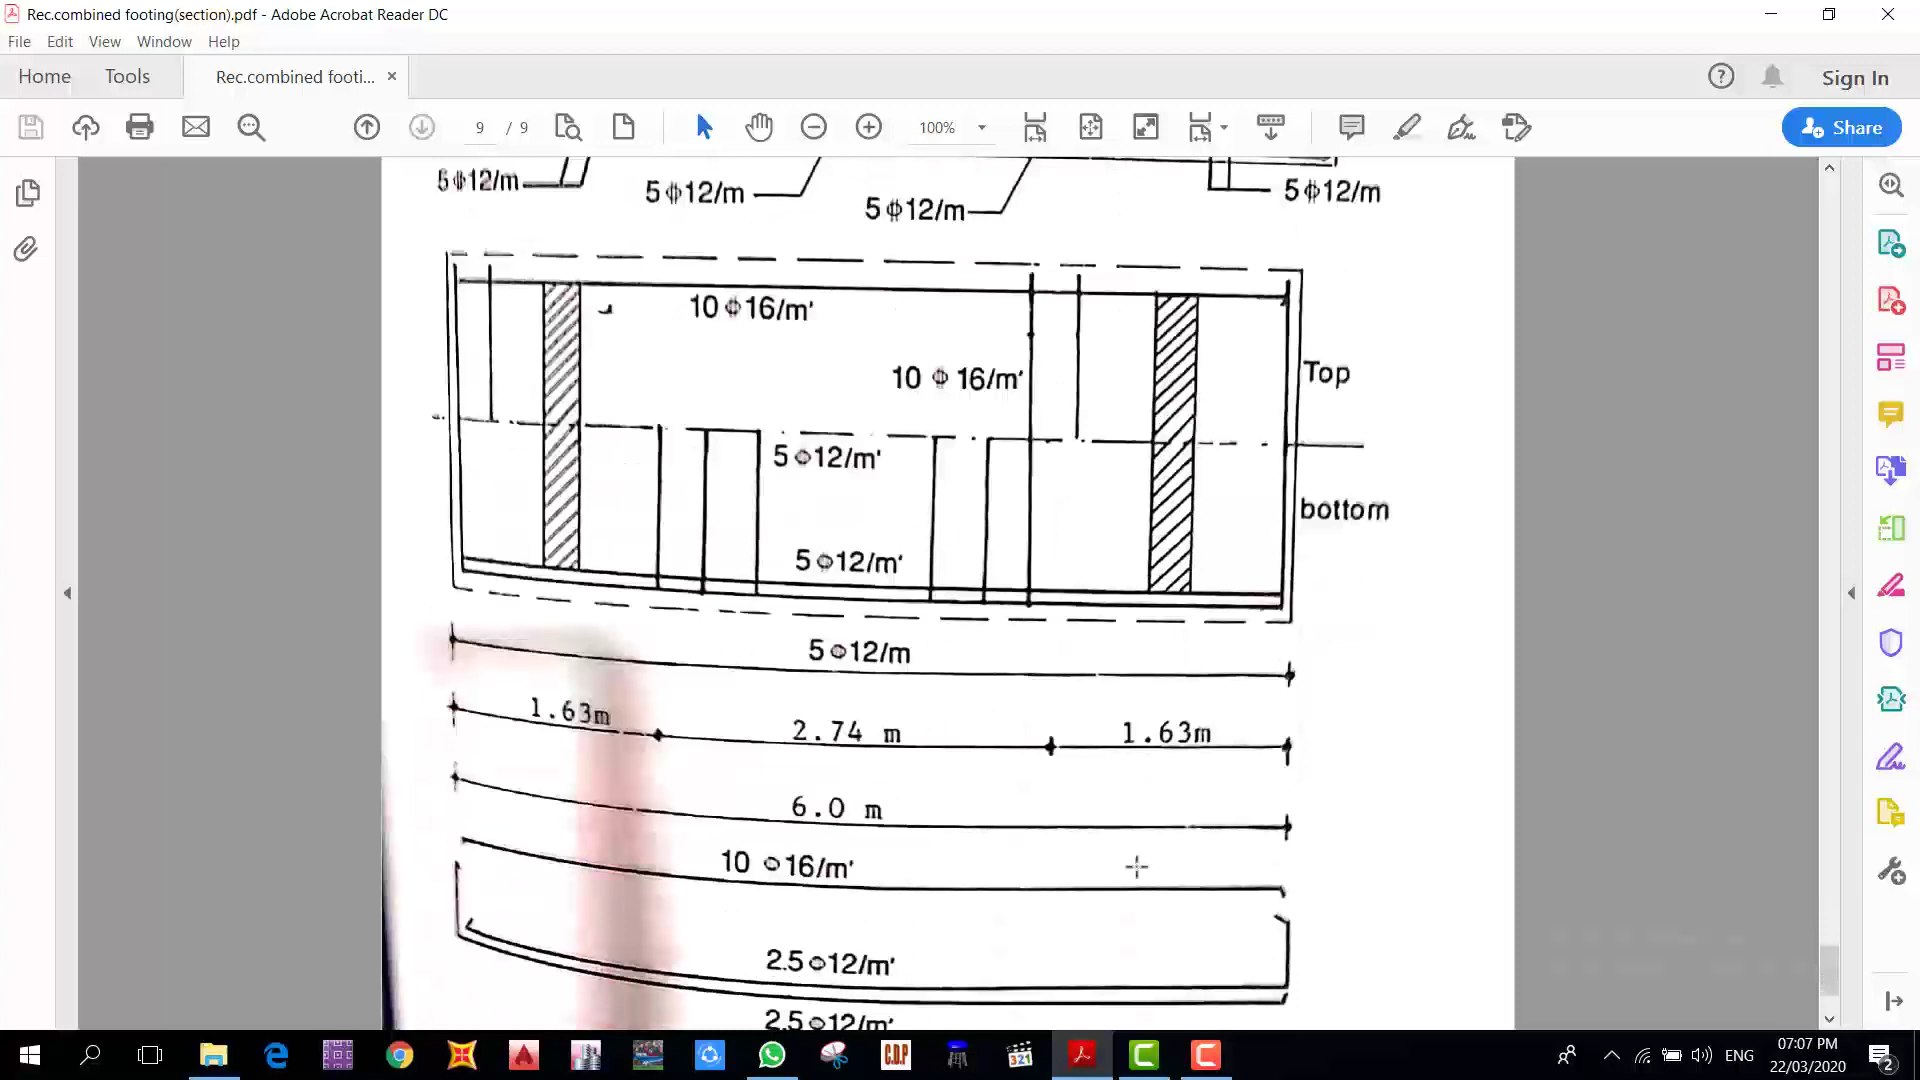 Rec.combined footing(section).pdf - Adobe Acrobat Reader DC
File Edit View Window Help
Home Tools Rec.combined footi... × Sign In
9 / 9 100% Share
5ϕ12/m 5ϕ12/m 5ϕ12/m 5ϕ12/m
10ϕ16/m'
10 ϕ 16/m' Top
5ϕ12/m'
bottom
5ϕ12/m'
5ϕ12/m
1.63m 2.74 m 1.63m
6.0 m
10 ϕ16/m'
2.5ϕ12/m'
2.5ϕ12/m'
C.D.P
321
ENG
07:07 PM
22/03/2020
2